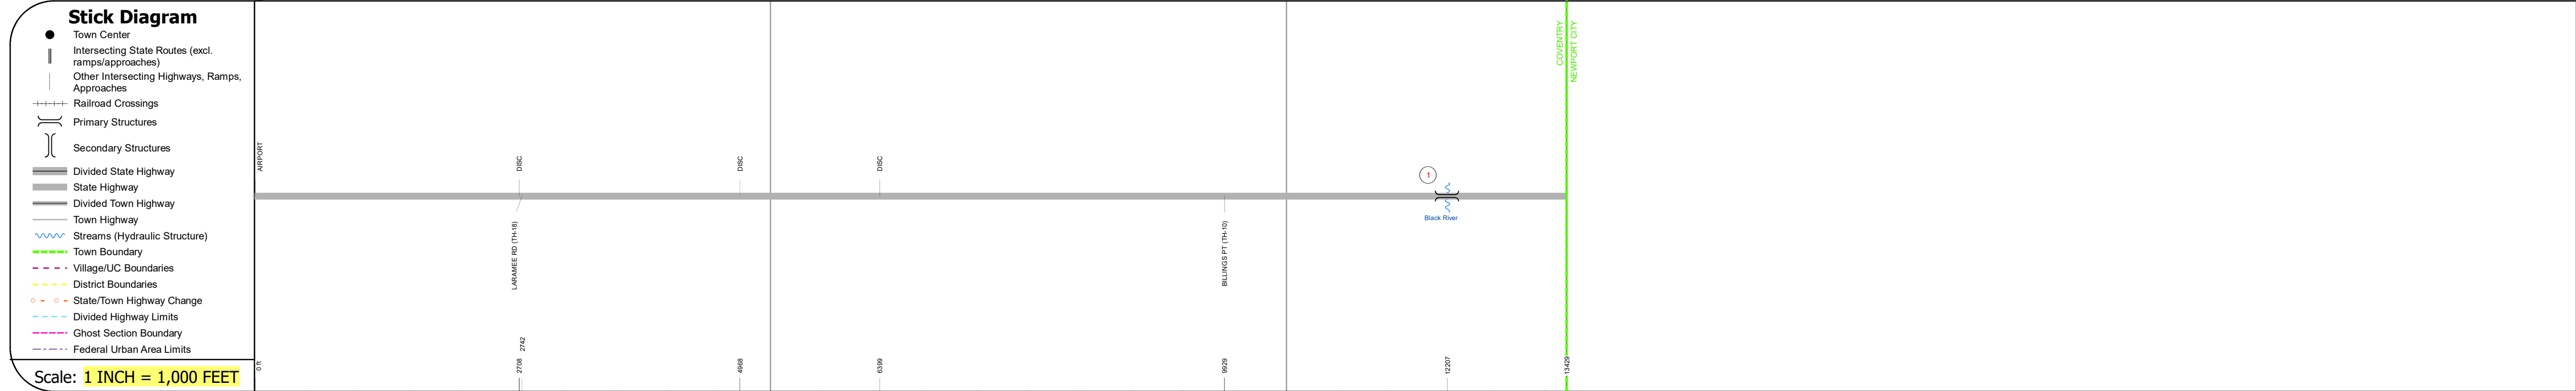 Stick Diagram
Town Center
Intersecting State Routes (excl.
ramps/approaches)
Other Intersecting Highways, Ramps,
Approaches
Railroad Crossings
Primary Structures
Secondary Structures
Divided State Highway
State Highway
Divided Town Highway
Town Highway
Streams (Hydraulic Structure)
Town Boundary
Village/UC Boundaries
District Boundaries
State/Town Highway Change
Divided Highway Limits
Ghost Section Boundary
Federal Urban Area Limits
Scale: 1 INCH = 1,000 FEET
COVENTRY
NEWPORT CITY
AIRPORT
DISC
DISC
DISC
1
Black River
LARAMEE RD (TH-18)
BILLINGS PT (TH-10)
0 ft
2708
2742
4968
6399
9929
12207
13429